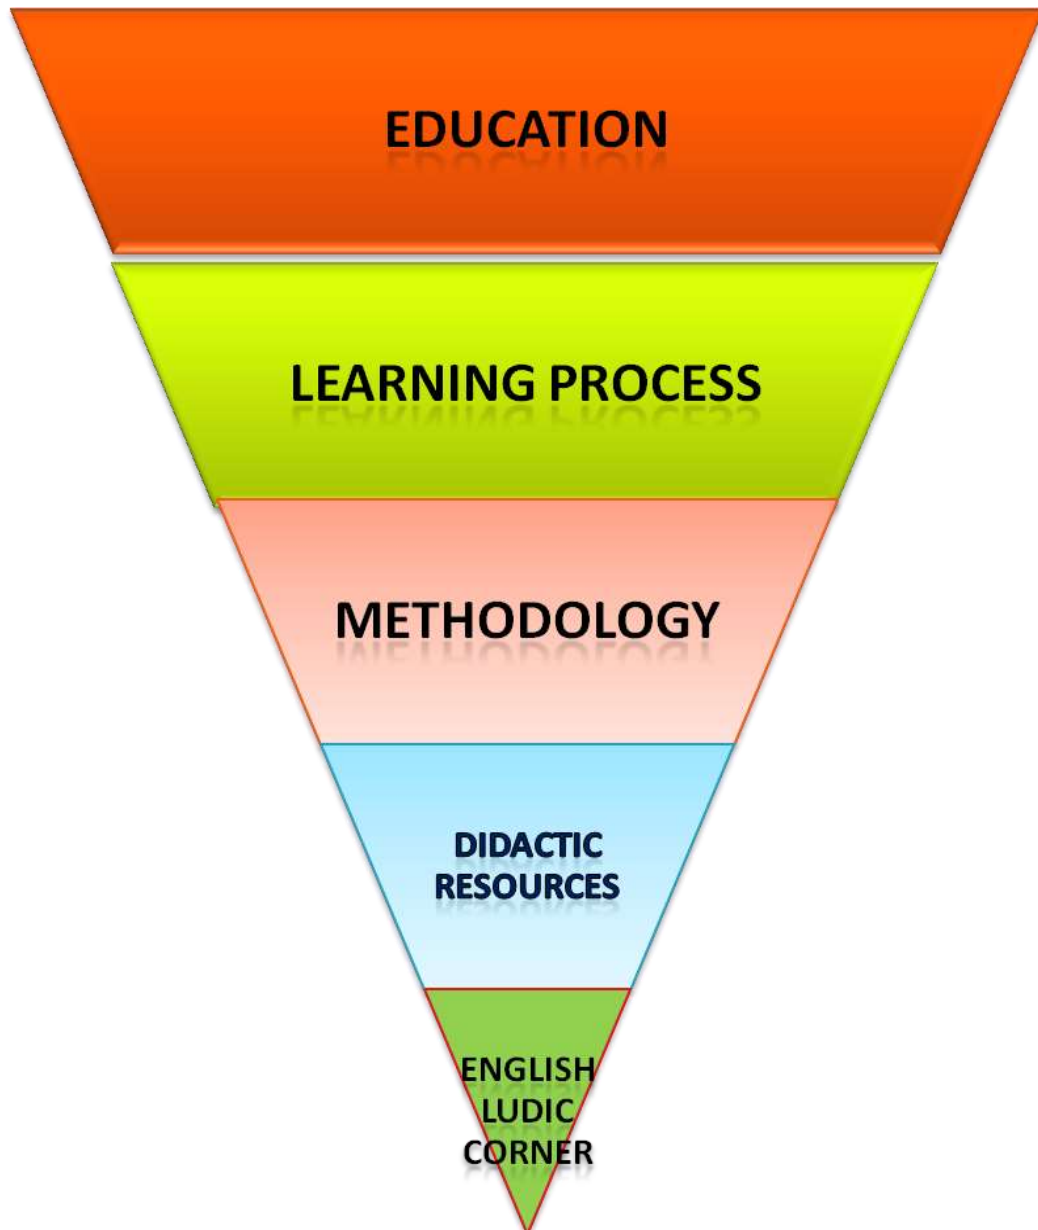 EDUCATION
LEARNING PROCESS
METHODOLOGY
DIDACTIC
RESOURCES
ENGLISH
LUDIC
CORNER